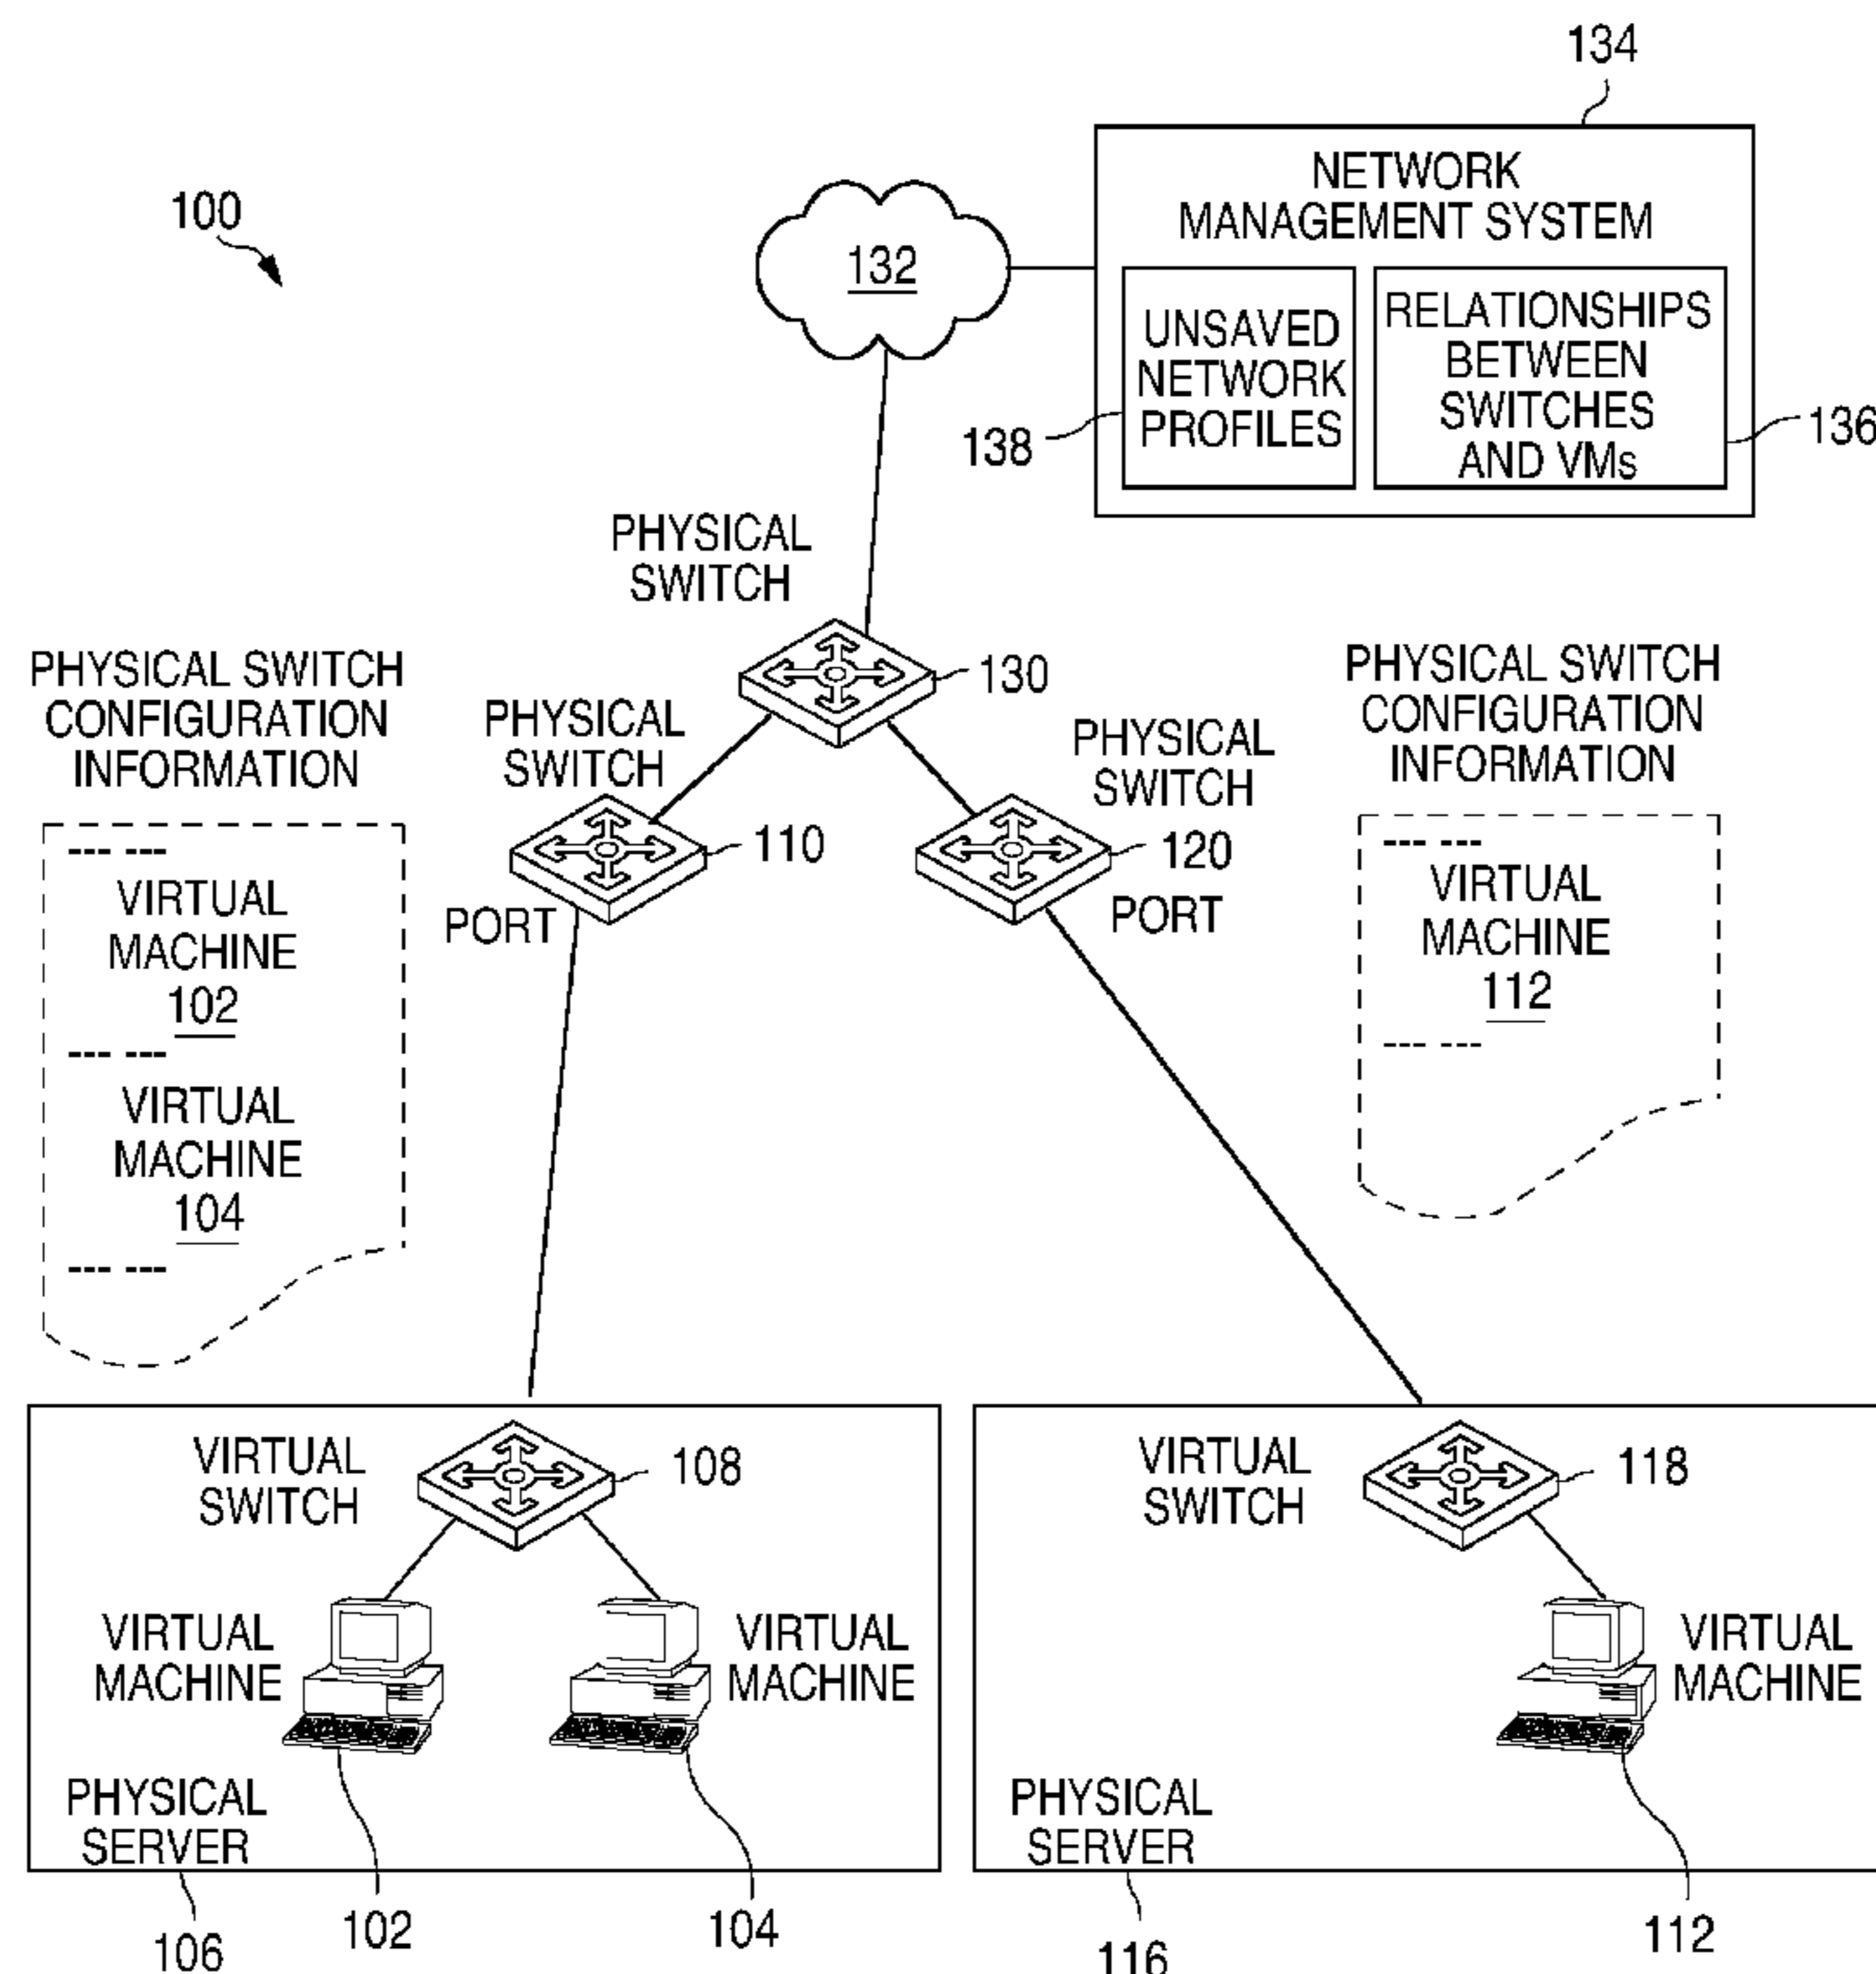 134
NETWORK
MANAGEMENT SYSTEM
100
132
UNSAVED
NETWORK
PROFILES
138
RELATIONSHIPS
BETWEEN
SWITCHES
AND VMs
136
PHYSICAL
SWITCH
130
PHYSICAL SWITCH
CONFIGURATION
INFORMATION
PHYSICAL
SWITCH
110
PORT
PHYSICAL
SWITCH
120
PORT
PHYSICAL SWITCH
CONFIGURATION
INFORMATION
VIRTUAL
MACHINE
102
VIRTUAL
MACHINE
104
VIRTUAL
MACHINE
112
VIRTUAL
SWITCH
108
VIRTUAL
MACHINE
VIRTUAL
MACHINE
PHYSICAL
SERVER
106
102
104
VIRTUAL
SWITCH
118
VIRTUAL
MACHINE
PHYSICAL
SERVER
116
112